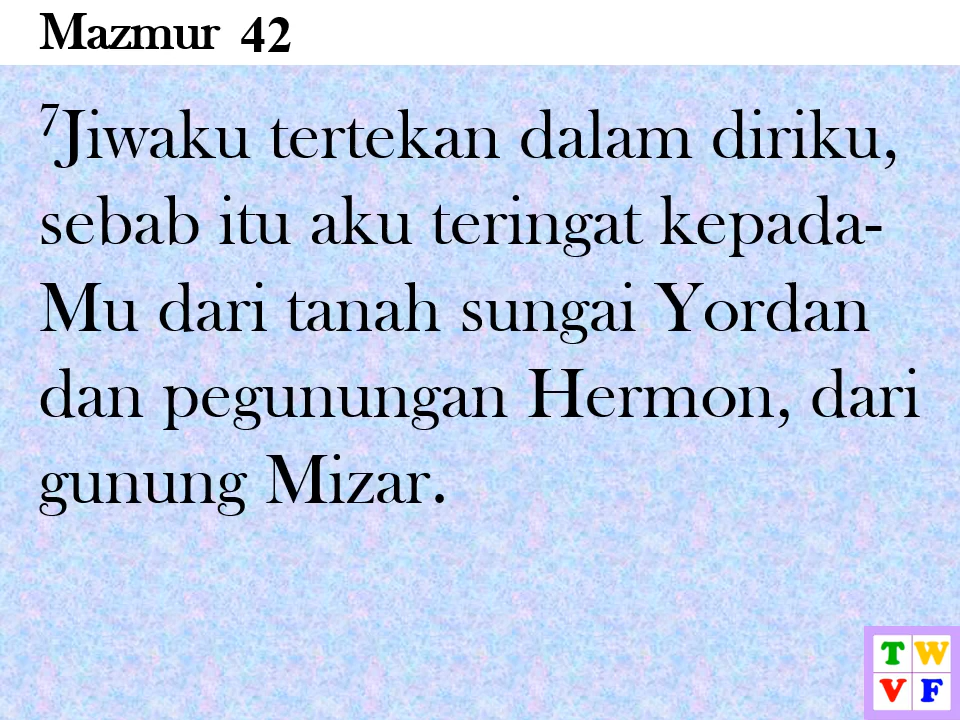 Mazmur 42
7Jiwaku tertekan dalam diriku,
sebab itu aku teringat kepada-
Mu dari tanah sungai Yordan
dan pegunungan Hermon, dari
gunung Mizar.
T W
V F